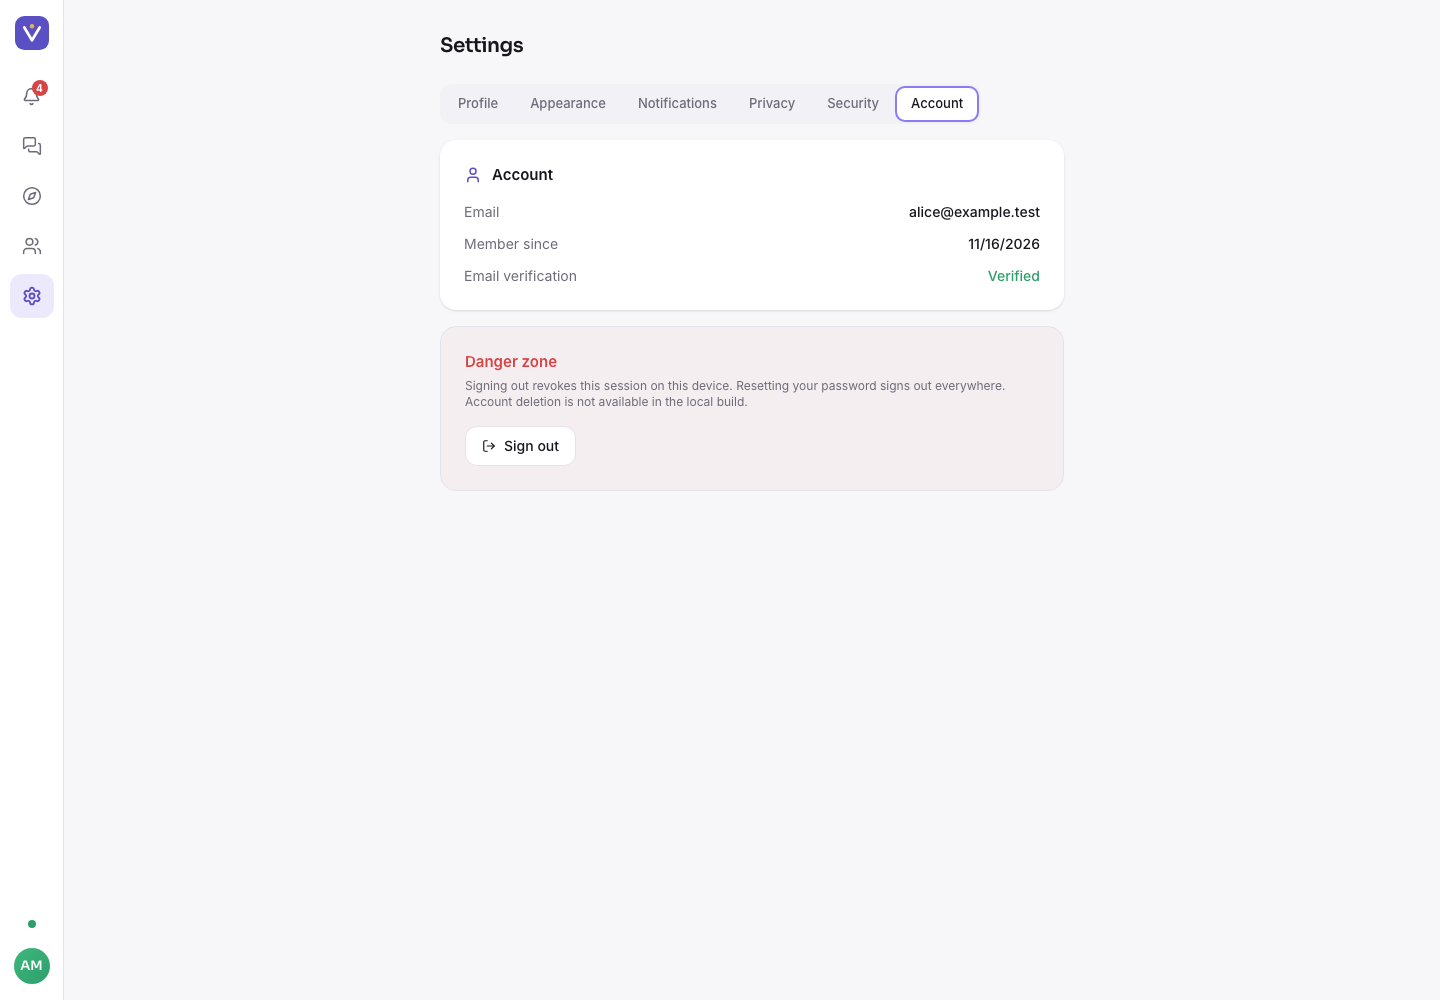 Settings
4
Profile Appearance Notifications Privacy Security Account
Account
Email alice@example.test
Member since 11/16/2026
Email verification Verified
Danger zone
Signing out revokes this session on this device. Resetting your password signs out everywhere.
Account deletion is not available in the local build.
Sign out
AM